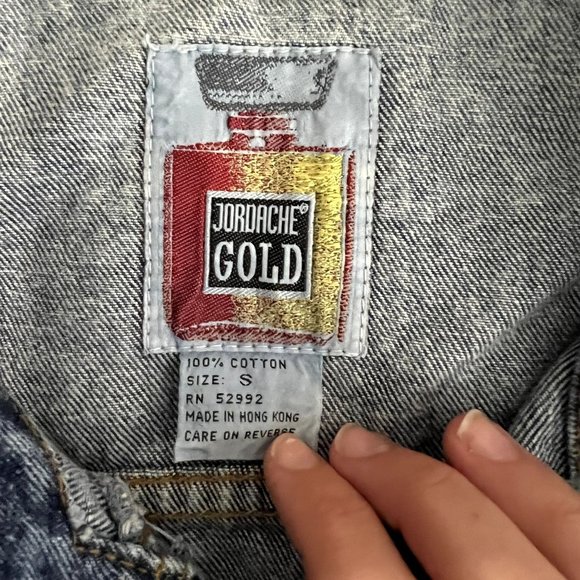 JORDACHE®
GOLD
100% COTTON
SIZE: S
RN 52992
MADE IN HONG KONG
CARE ON REVERSE